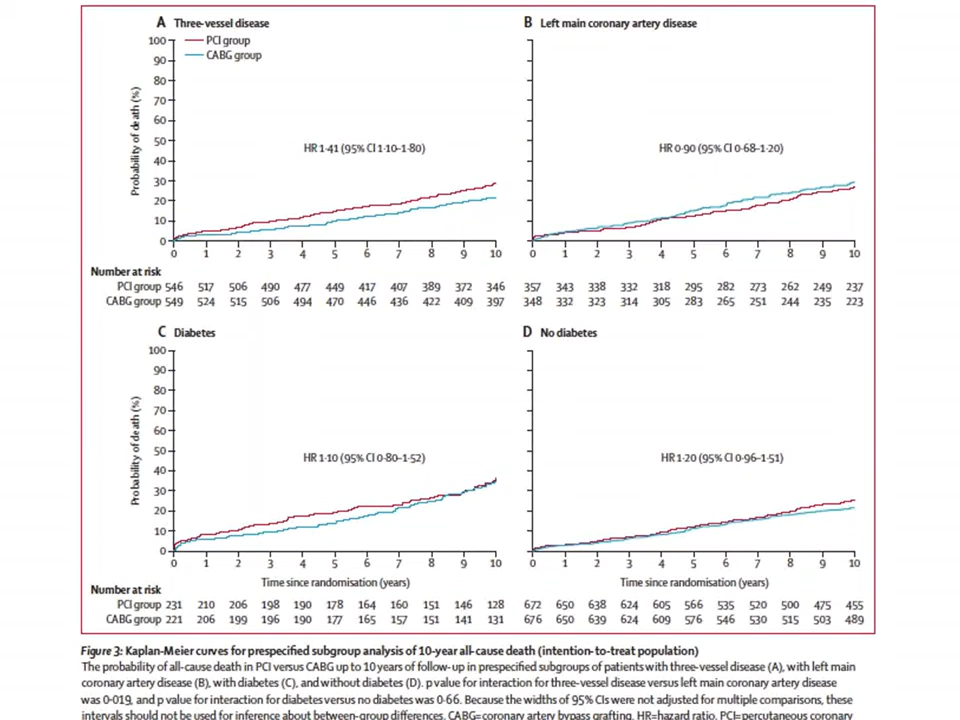 A Three-vessel disease
PCI group
CABG group
Probability of death (%)
100
90
80
70
60
50
40
30
20
10
0
HR 1·41 (95% CI 1·10–1·80)
0 1 2 3 4 5 6 7 8 9 10
B Left main coronary artery disease
HR 0·90 (95% CI 0·68–1·20)
0 1 2 3 4 5 6 7 8 9 10
Number at risk
PCI group 546 517 506 490 477 449 417 407 389 372 346 357 343 338 332 318 295 282 273 262 249 237
CABG group 549 524 515 506 494 470 446 436 422 409 397 348 332 323 314 305 283 265 251 244 235 223
C Diabetes
Probability of death (%)
100
90
80
70
60
50
40
30
20
10
0
HR 1·10 (95% CI 0·80–1·52)
0 1 2 3 4 5 6 7 8 9 10
Time since randomisation (years)
D No diabetes
HR 1·20 (95% CI 0·96–1·51)
0 1 2 3 4 5 6 7 8 9 10
Time since randomisation (years)
Number at risk
PCI group 231 210 206 198 190 178 164 160 151 146 128 672 650 638 624 605 566 535 520 500 475 455
CABG group 221 206 199 196 190 177 165 157 151 141 131 676 650 639 624 609 576 546 530 515 503 489
Figure 3: Kaplan-Meier curves for prespecified subgroup analysis of 10-year all-cause death (intention-to-treat population)
The probability of all-cause death in PCI versus CABG up to 10 years of follow-up in prespecified subgroups of patients with three-vessel disease (A), with left main
coronary artery disease (B), with diabetes (C), and without diabetes (D). p value for interaction for three-vessel disease versus left main coronary artery disease
was 0·019, and p value for interaction for diabetes versus no diabetes was 0·66. Because the widths of 95% CIs were not adjusted for multiple comparisons, these
intervals should not be used for inference about between-group differences. CABG=coronary artery bypass grafting. HR=hazard ratio. PCI=percutaneous coronary